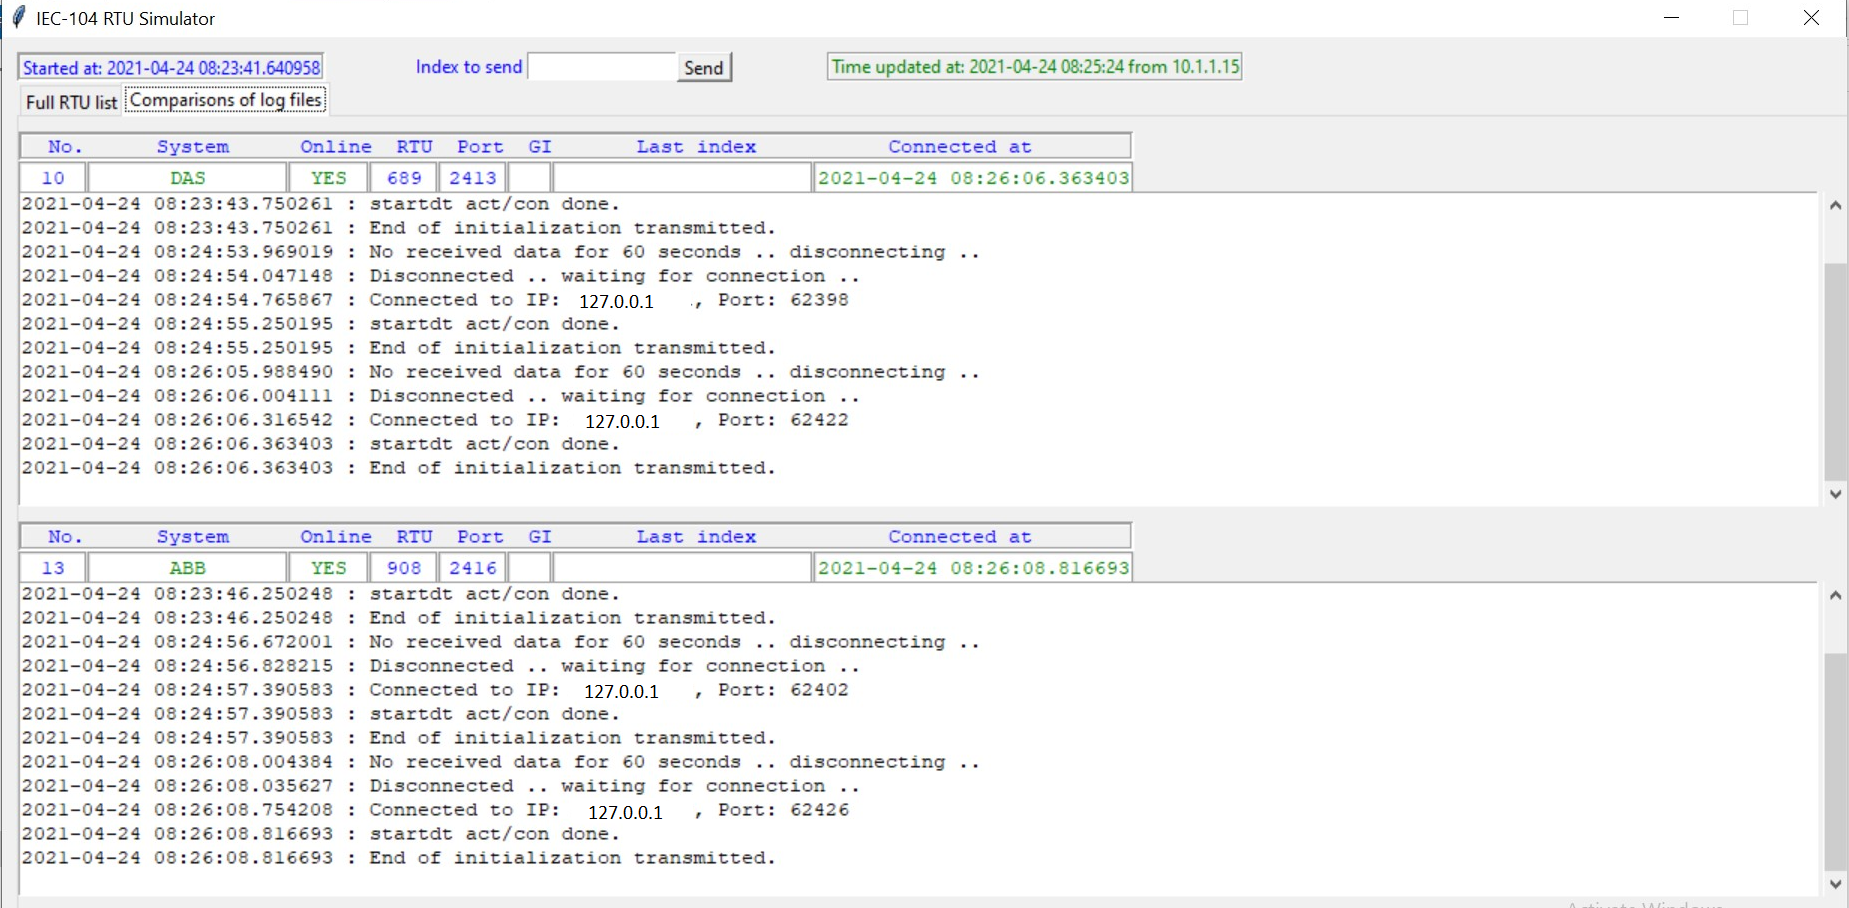 IEC-104 RTU Simulator
Started at: 2021-04-24 08:23:41.640958 Index to send Send Time updated at: 2021-04-24 08:25:24 from 10.1.1.15
Full RTU list Comparisons of log files
No. System Online RTU Port GI Last index Connected at
10 DAS YES 689 2413 2021-04-24 08:26:06.363403
2021-04-24 08:23:43.750261 : startdt act/con done.
2021-04-24 08:23:43.750261 : End of initialization transmitted.
2021-04-24 08:24:53.969019 : No received data for 60 seconds .. disconnecting ..
2021-04-24 08:24:54.047148 : Disconnected .. waiting for connection ..
2021-04-24 08:24:54.765867 : Connected to IP: 127.0.0.1 , Port: 62398
2021-04-24 08:24:55.250195 : startdt act/con done.
2021-04-24 08:24:55.250195 : End of initialization transmitted.
2021-04-24 08:26:05.988490 : No received data for 60 seconds .. disconnecting ..
2021-04-24 08:26:06.004111 : Disconnected .. waiting for connection ..
2021-04-24 08:26:06.316542 : Connected to IP: 127.0.0.1 , Port: 62422
2021-04-24 08:26:06.363403 : startdt act/con done.
2021-04-24 08:26:06.363403 : End of initialization transmitted.
No. System Online RTU Port GI Last index Connected at
13 ABB YES 908 2416 2021-04-24 08:26:08.816693
2021-04-24 08:23:46.250248 : startdt act/con done.
2021-04-24 08:23:46.250248 : End of initialization transmitted.
2021-04-24 08:24:56.672001 : No received data for 60 seconds .. disconnecting ..
2021-04-24 08:24:56.828215 : Disconnected .. waiting for connection ..
2021-04-24 08:24:57.390583 : Connected to IP: 127.0.0.1 , Port: 62402
2021-04-24 08:24:57.390583 : startdt act/con done.
2021-04-24 08:24:57.390583 : End of initialization transmitted.
2021-04-24 08:26:08.004384 : No received data for 60 seconds .. disconnecting ..
2021-04-24 08:26:08.035627 : Disconnected .. waiting for connection ..
2021-04-24 08:26:08.754208 : Connected to IP: 127.0.0.1 , Port: 62426
2021-04-24 08:26:08.816693 : startdt act/con done.
2021-04-24 08:26:08.816693 : End of initialization transmitted.